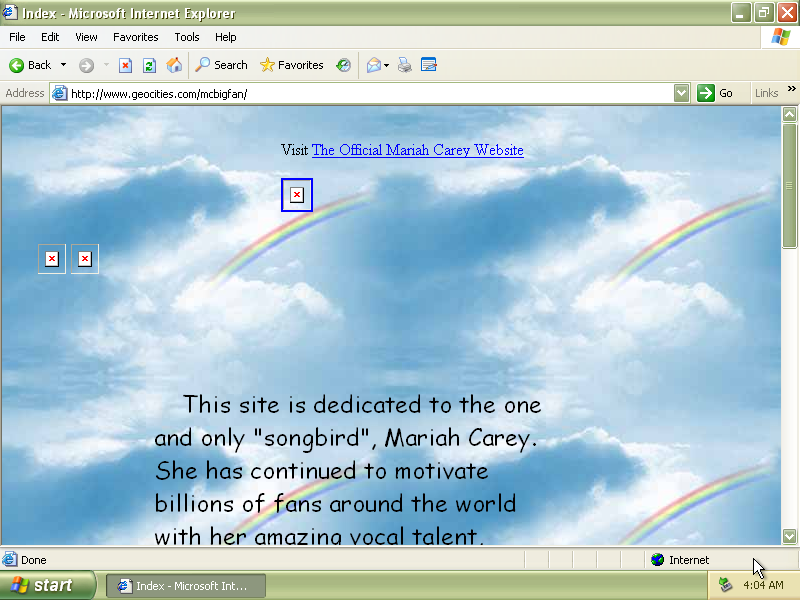 Index - Microsoft Internet Explorer
File Edit View Favorites Tools Help
Back Search Favorites
Address http://www.geocities.com/mcbigfan/ Go Links »
Visit The Official Mariah Carey Website
This site is dedicated to the one
and only "songbird", Mariah Carey.
She has continued to motivate
billions of fans around the world
with her amazing vocal talent,
Done Internet
start Index - Microsoft Int... 4:04 AM